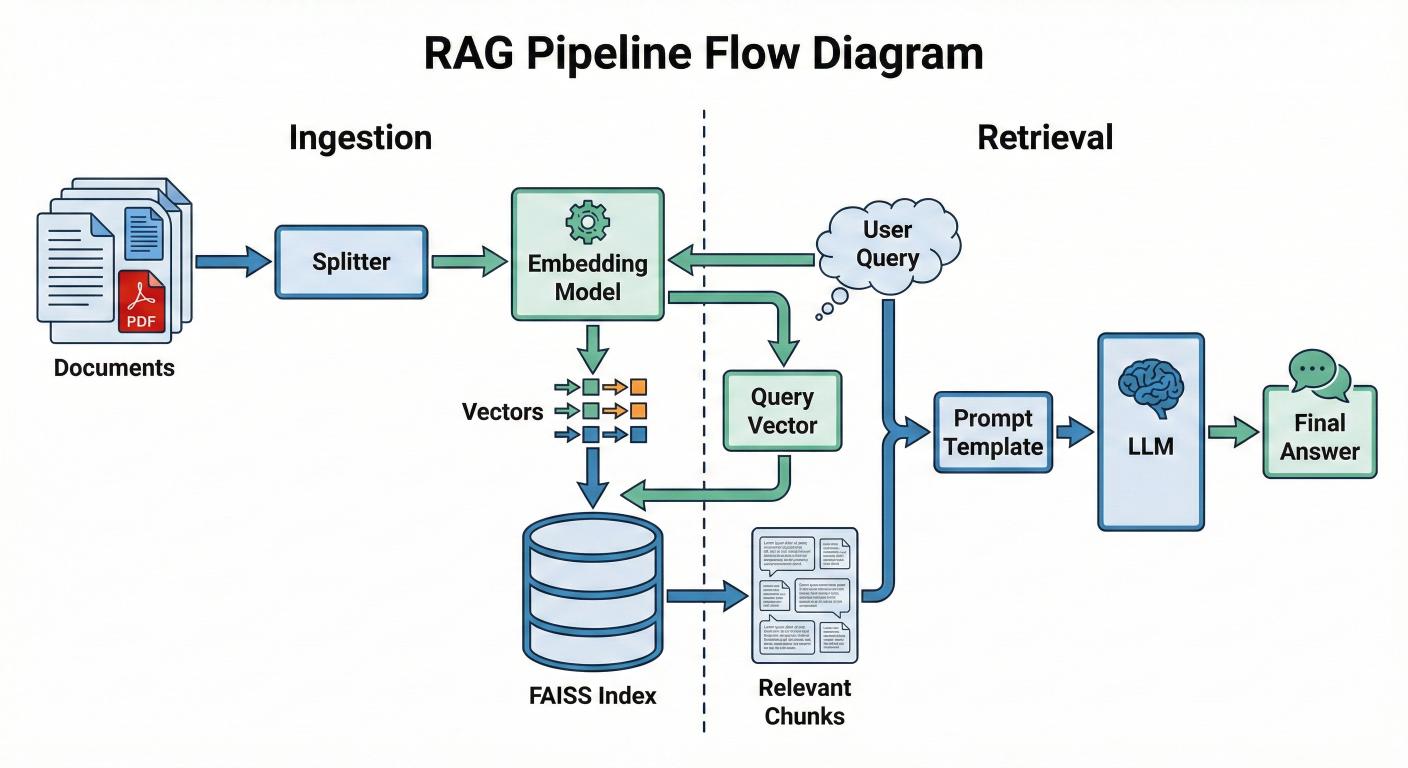 RAG Pipeline Flow Diagram
Ingestion
Retrieval
PDF
Documents
Splitter
Embedding
Model
User
Query
Vectors
Query
Vector
Prompt
Template
LLM
Final
Answer
FAISS Index
Relevant
Chunks